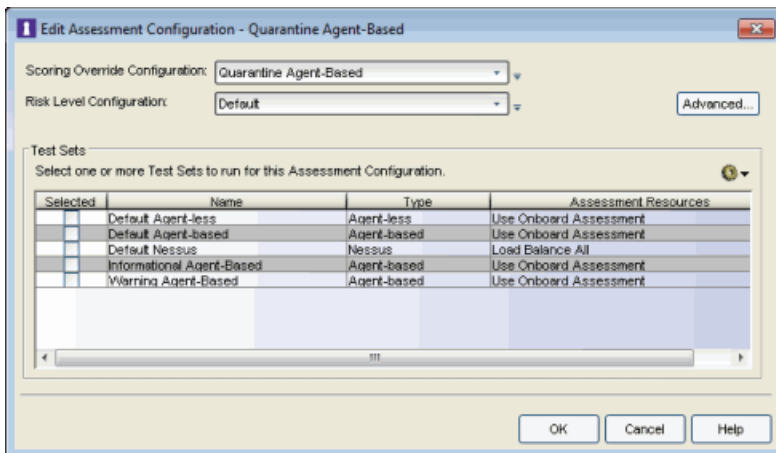 Edit Assessment Configuration - Quarantine Agent-Based
Scoring Override Configuration: Quarantine Agent-Based
Risk Level Configuration: Default Advanced...
Test Sets
Select one or more Test Sets to run for this Assessment Configuration.
Selected Name Type Assessment Resources
Default Agent-less Agent-less Use Onboard Assessment
Default Agent-based Agent-based Use Onboard Assessment
Default Nessus Nessus Load Balance All
Informational Agent-Based Agent-based Use Onboard Assessment
Warning Agent-Based Agent-based Use Onboard Assessment
OK Cancel Help